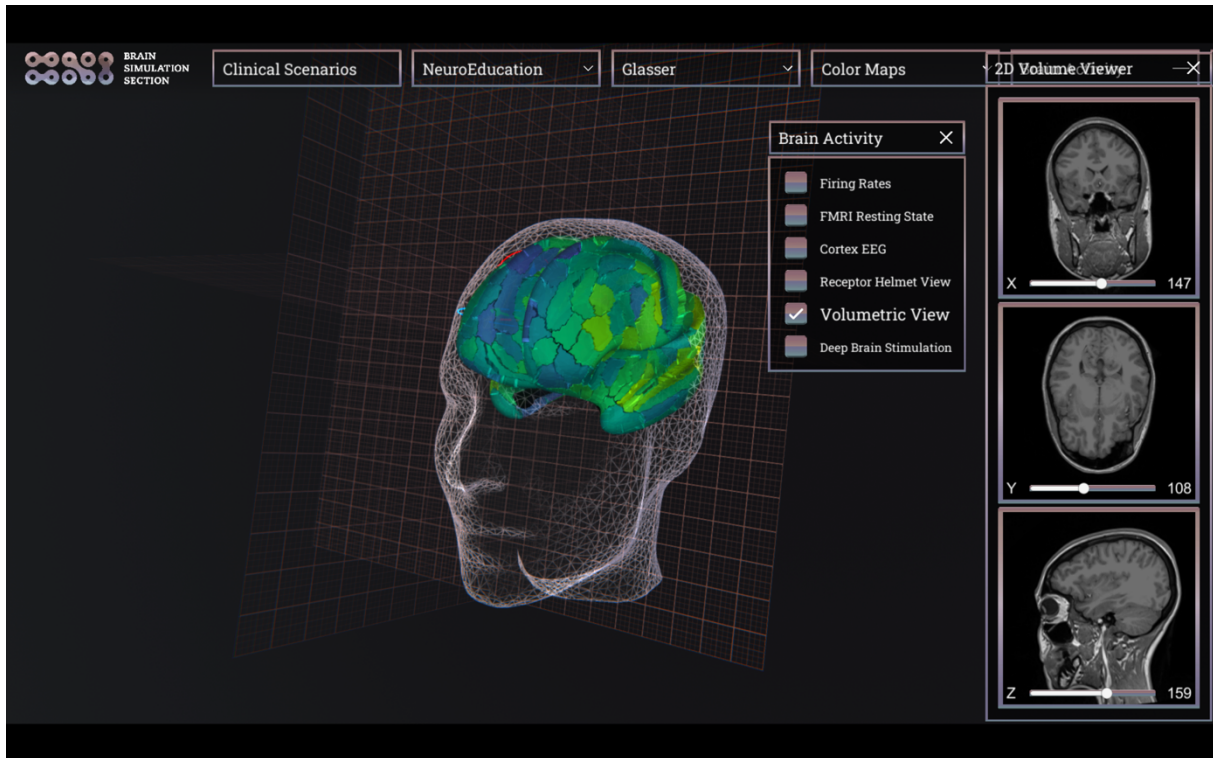 BRAIN
SIMULATION
SECTION
Clinical Scenarios
NeuroEducation
Glasser
Color Maps
2D Volume Viewer
Brain Activity
Firing Rates
FMRI Resting State
Cortex EEG
Receptor Helmet View
Volumetric View
Deep Brain Stimulation
X 147
Y 108
Z 159